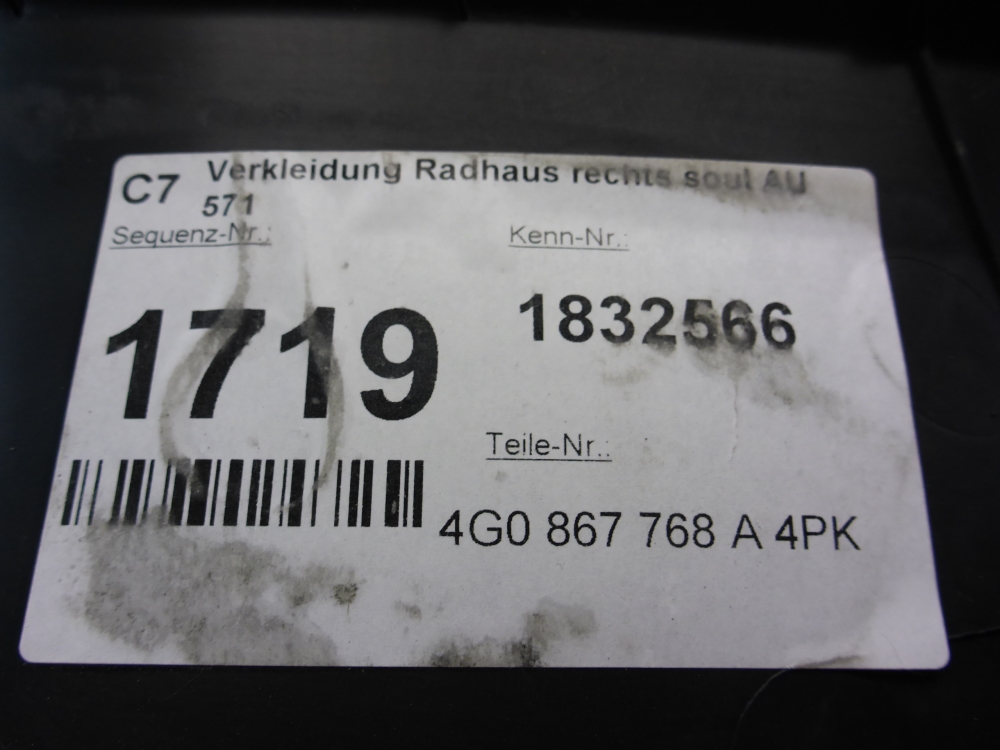 C7 Verkleidung Radhaus rechts soul AU
571
Sequenz-Nr.: Kenn-Nr.:
1719 1832566
Teile-Nr.:
4G0 867 768 A 4PK